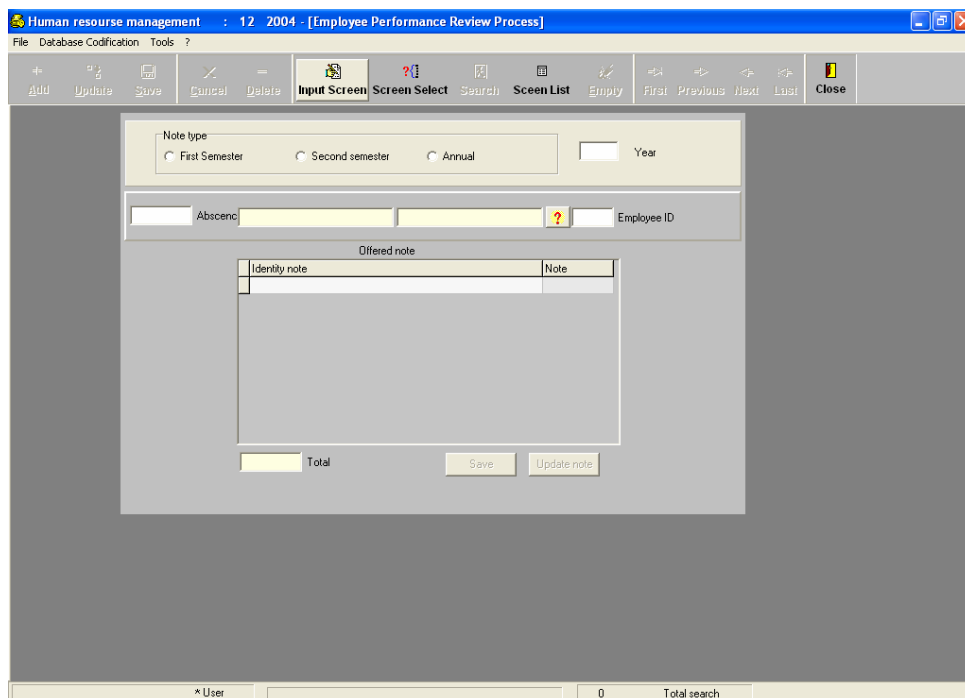 Human resourse management : 12 2004 - [Employee Performance Review Process]
File Database Codification Tools ?
Add Update Save Cancel Delete Input Screen Screen Select Search Sceen List Empty First Previous Next Last Close
Note type
First Semester Second semester Annual Year
Abscenc ? Employee ID
Offered note
Identity note Note
Total Save Update note
* User 0 Total search